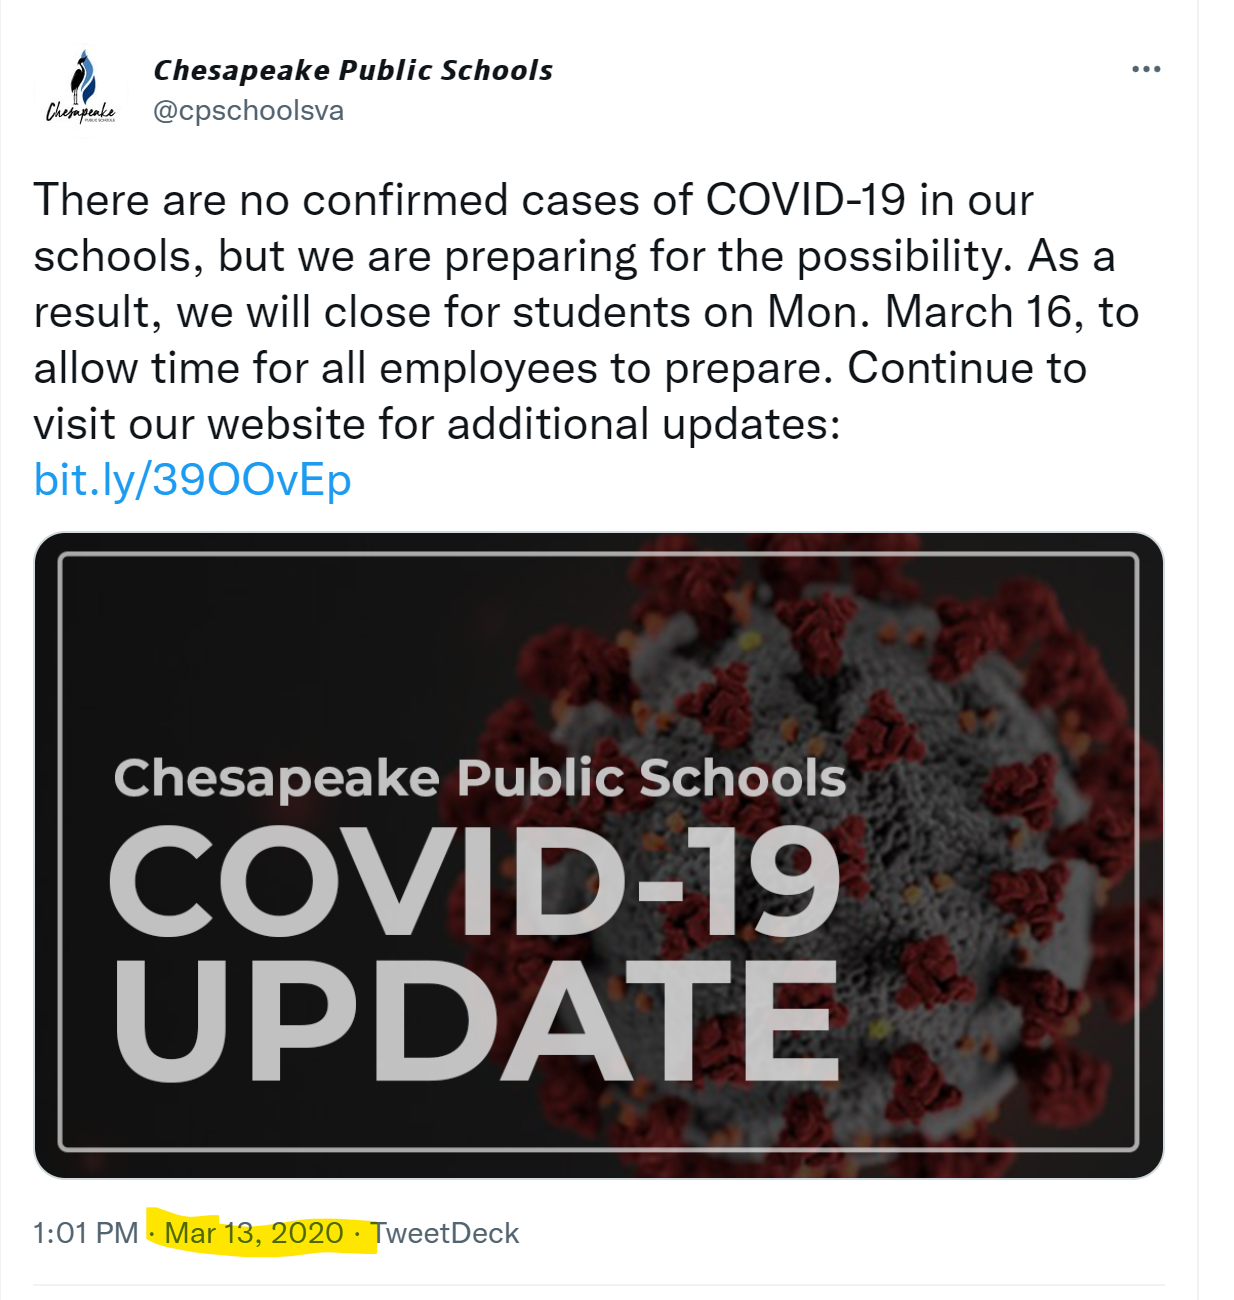 Chesapeake Public Schools
@cpschoolsva
Chesapeake
PUBLIC SCHOOLS
There are no confirmed cases of COVID-19 in our
schools, but we are preparing for the possibility. As a
result, we will close for students on Mon. March 16, to
allow time for all employees to prepare. Continue to
visit our website for additional updates:
bit.ly/39OOvEp
Chesapeake Public Schools
COVID-19
UPDATE
1:01 PM · Mar 13, 2020 · TweetDeck